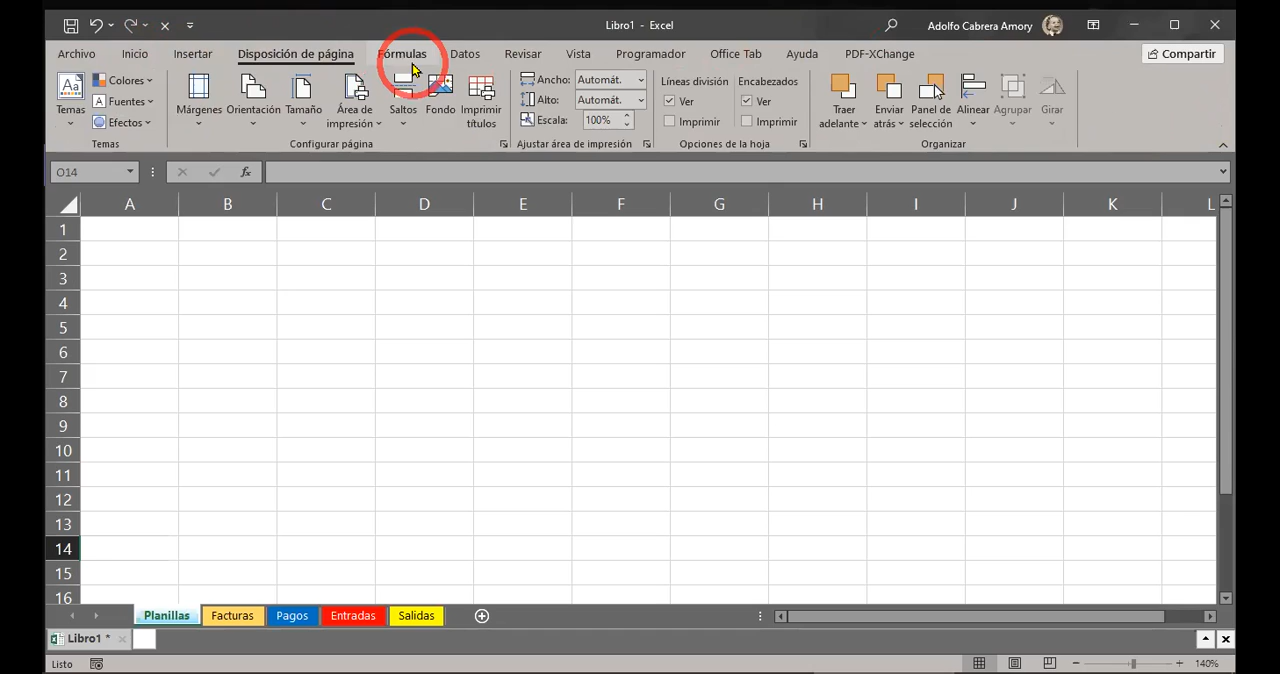 Libro1 - Excel
Adolfo Cabrera Amory
Archivo Inicio Insertar Disposición de página Fórmulas Datos Revisar Vista Programador Office Tab Ayuda PDF-XChange Compartir
Aa Temas
Colores
A Fuentes
Efectos
Temas
Márgenes Orientación Tamaño Área de impresión Saltos Fondo Imprimir títulos
Configurar página
Ancho: Automát.
Alto: Automát.
Escala: 100%
Ajustar área de impresión
Líneas división Encabezados
Ver Ver
Imprimir Imprimir
Opciones de la hoja
Traer adelante Enviar atrás Panel de selección Alinear Agrupar Girar
Organizar
O14 fx
A B C D E F G H I J K L
1
2
3
4
5
6
7
8
9
10
11
12
13
14
15
16
Planillas Facturas Pagos Entradas Salidas
Libro1 *
Listo 140%